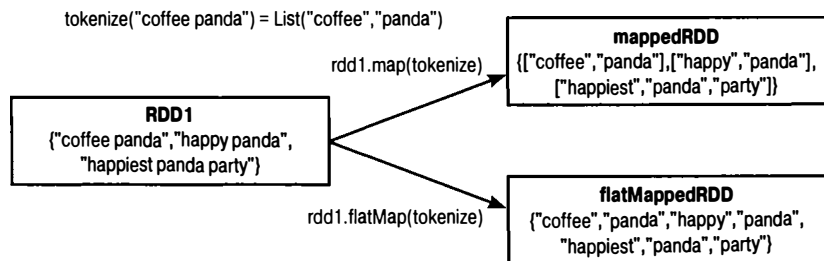 tokenize("coffee panda") = List("coffee","panda")
mappedRDD
{["coffee","panda"],["happy","panda"],
["happiest","panda","party"]}
rdd1.map(tokenize)
RDD1
{"coffee panda","happy panda",
"happiest panda party"}
rdd1.flatMap(tokenize)
flatMappedRDD
{"coffee","panda","happy","panda",
"happiest","panda","party"}